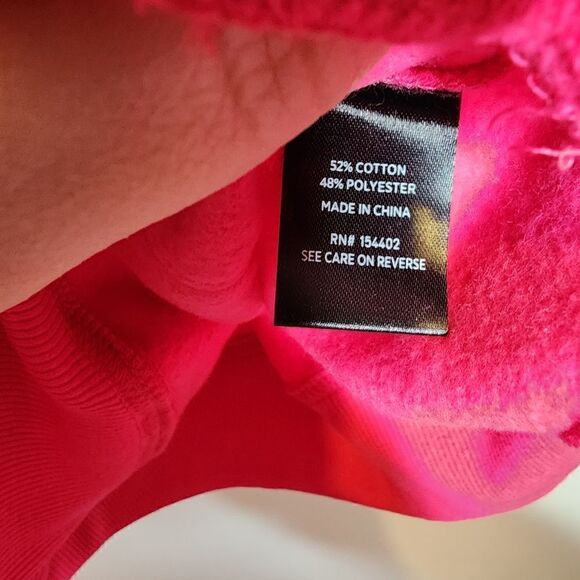 52% COTTON
48% POLYESTER
MADE IN CHINA
RN# 154402
SEE CARE ON REVERSE